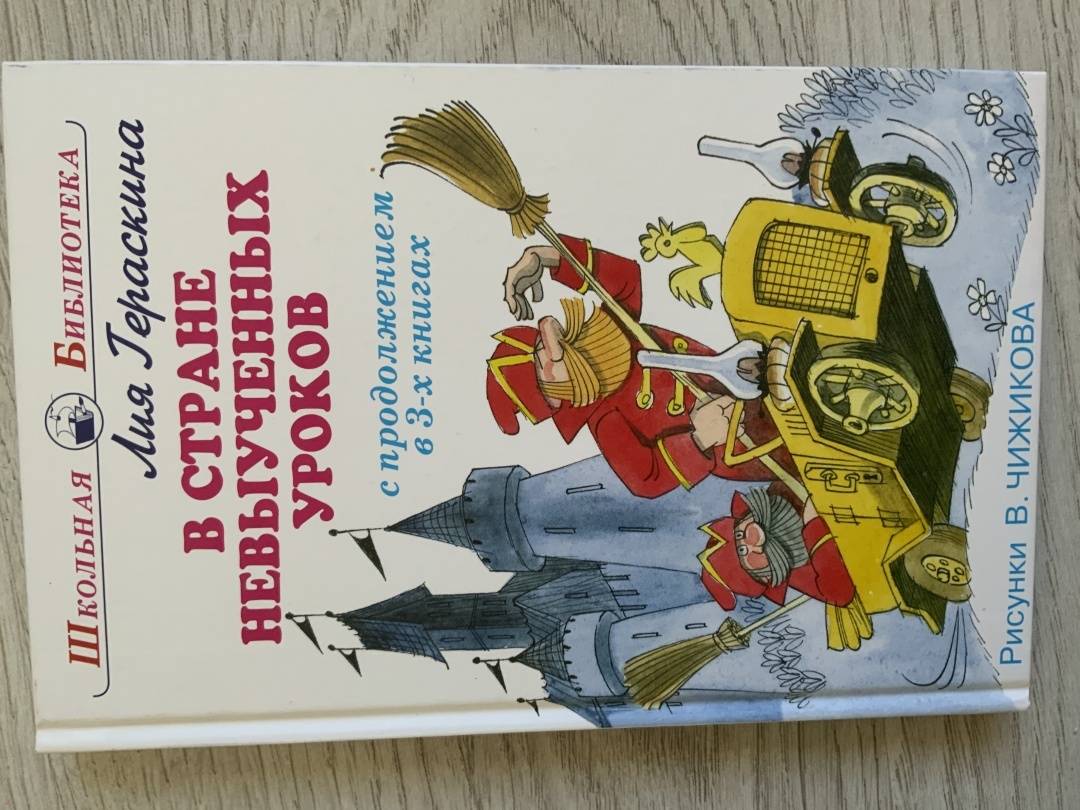 Школьная Библиотека
Лия Гераскина
В СТРАНЕ
НЕВЫУЧЕННЫХ
УРОКОВ
с продолжением
в 3-х книгах
Рисунки В. ЧИЖИКОВА